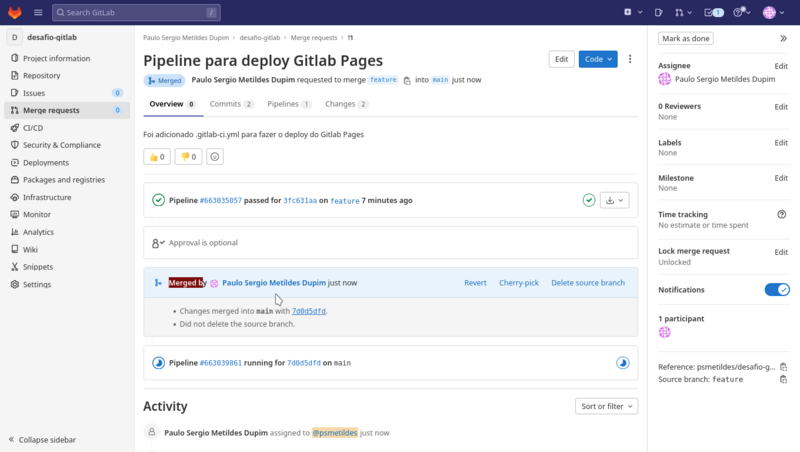 Search GitLab
/
1
D desafio-gitlab
Project information
Repository
Issues 0
Merge requests 0
CI/CD
Security & Compliance
Deployments
Packages and registries
Infrastructure
Monitor
Analytics
Wiki
Snippets
Settings
Collapse sidebar
Paulo Sergio Metildes Dupim › desafio-gitlab › Merge requests › !1
Pipeline para deploy Gitlab Pages
Edit
Code
Merged Paulo Sergio Metildes Dupim requested to merge feature into main just now
Overview 0 Commits 2 Pipelines 1 Changes 2
Foi adicionado .gitlab-ci.yml para fazer o deploy do Gitlab Pages
👍 0 👎 0
Pipeline #663035057 passed for 3fc631aa on feature 7 minutes ago
Approval is optional
Merged by Paulo Sergio Metildes Dupim just now
Revert Cherry-pick Delete source branch
• Changes merged into main with 7d0d5dfd.
• Did not delete the source branch.
Pipeline #663039861 running for 7d0d5dfd on main
Activity
Sort or filter
Paulo Sergio Metildes Dupim assigned to @psmetildes just now
Mark as done
Assignee Edit
Paulo Sergio Metildes Dupim
0 Reviewers Edit
None
Labels Edit
None
Milestone Edit
None
Time tracking
No estimate or time spent
Lock merge request Edit
Unlocked
Notifications
1 participant
Reference: psmetildes/desafio-g...
Source branch: feature